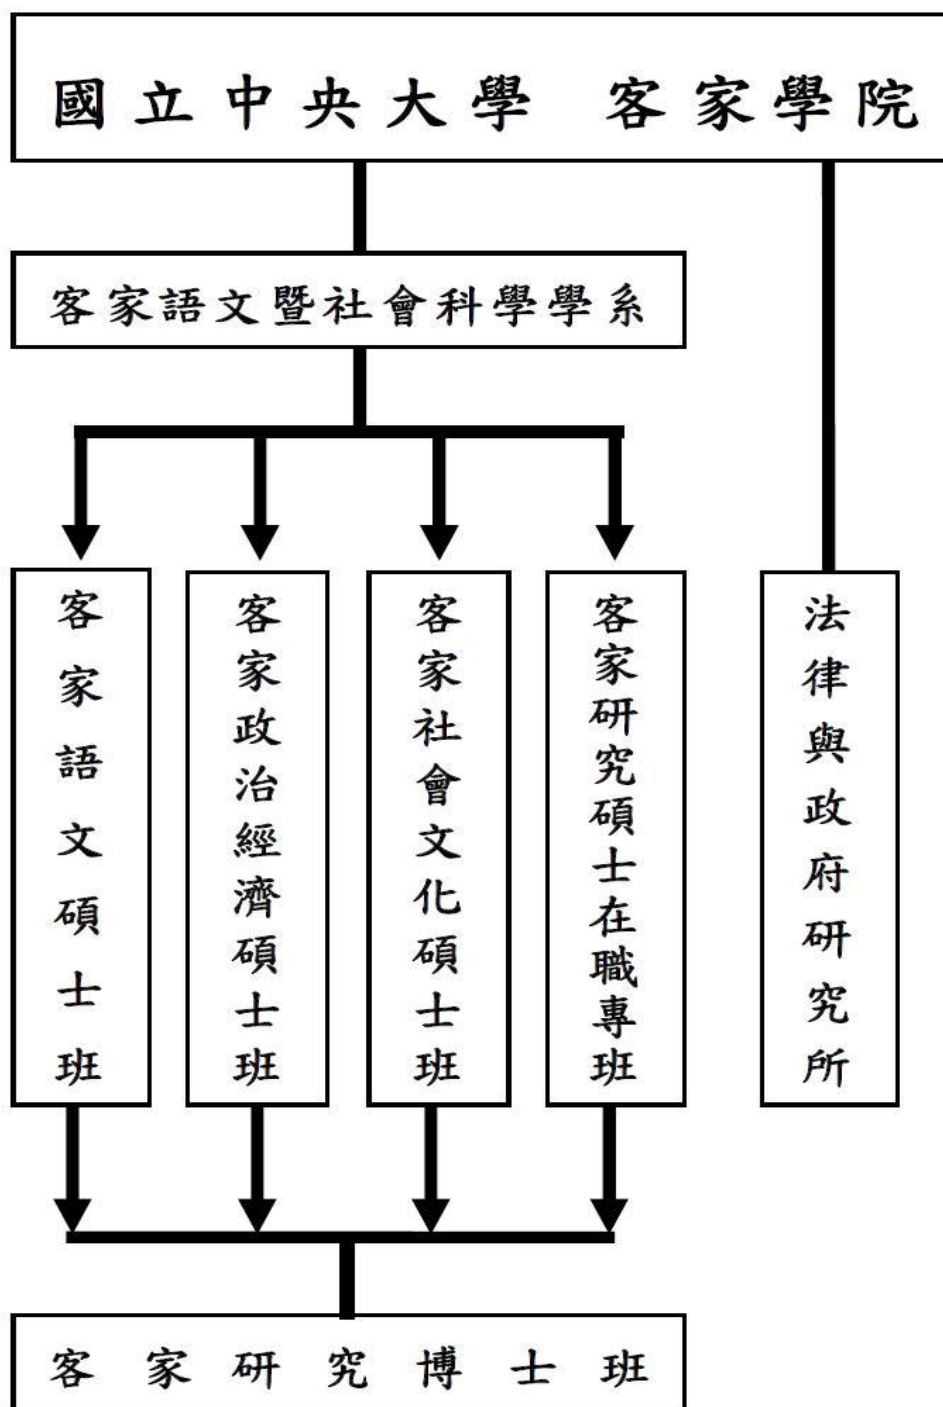 國立中央大學 客家學院
客家語文暨社會科學學系
客家語文碩士班
客家政治經濟碩士班
客家社會文化碩士班
客家研究碩士在職專班
法律與政府研究所
客家研究博士班